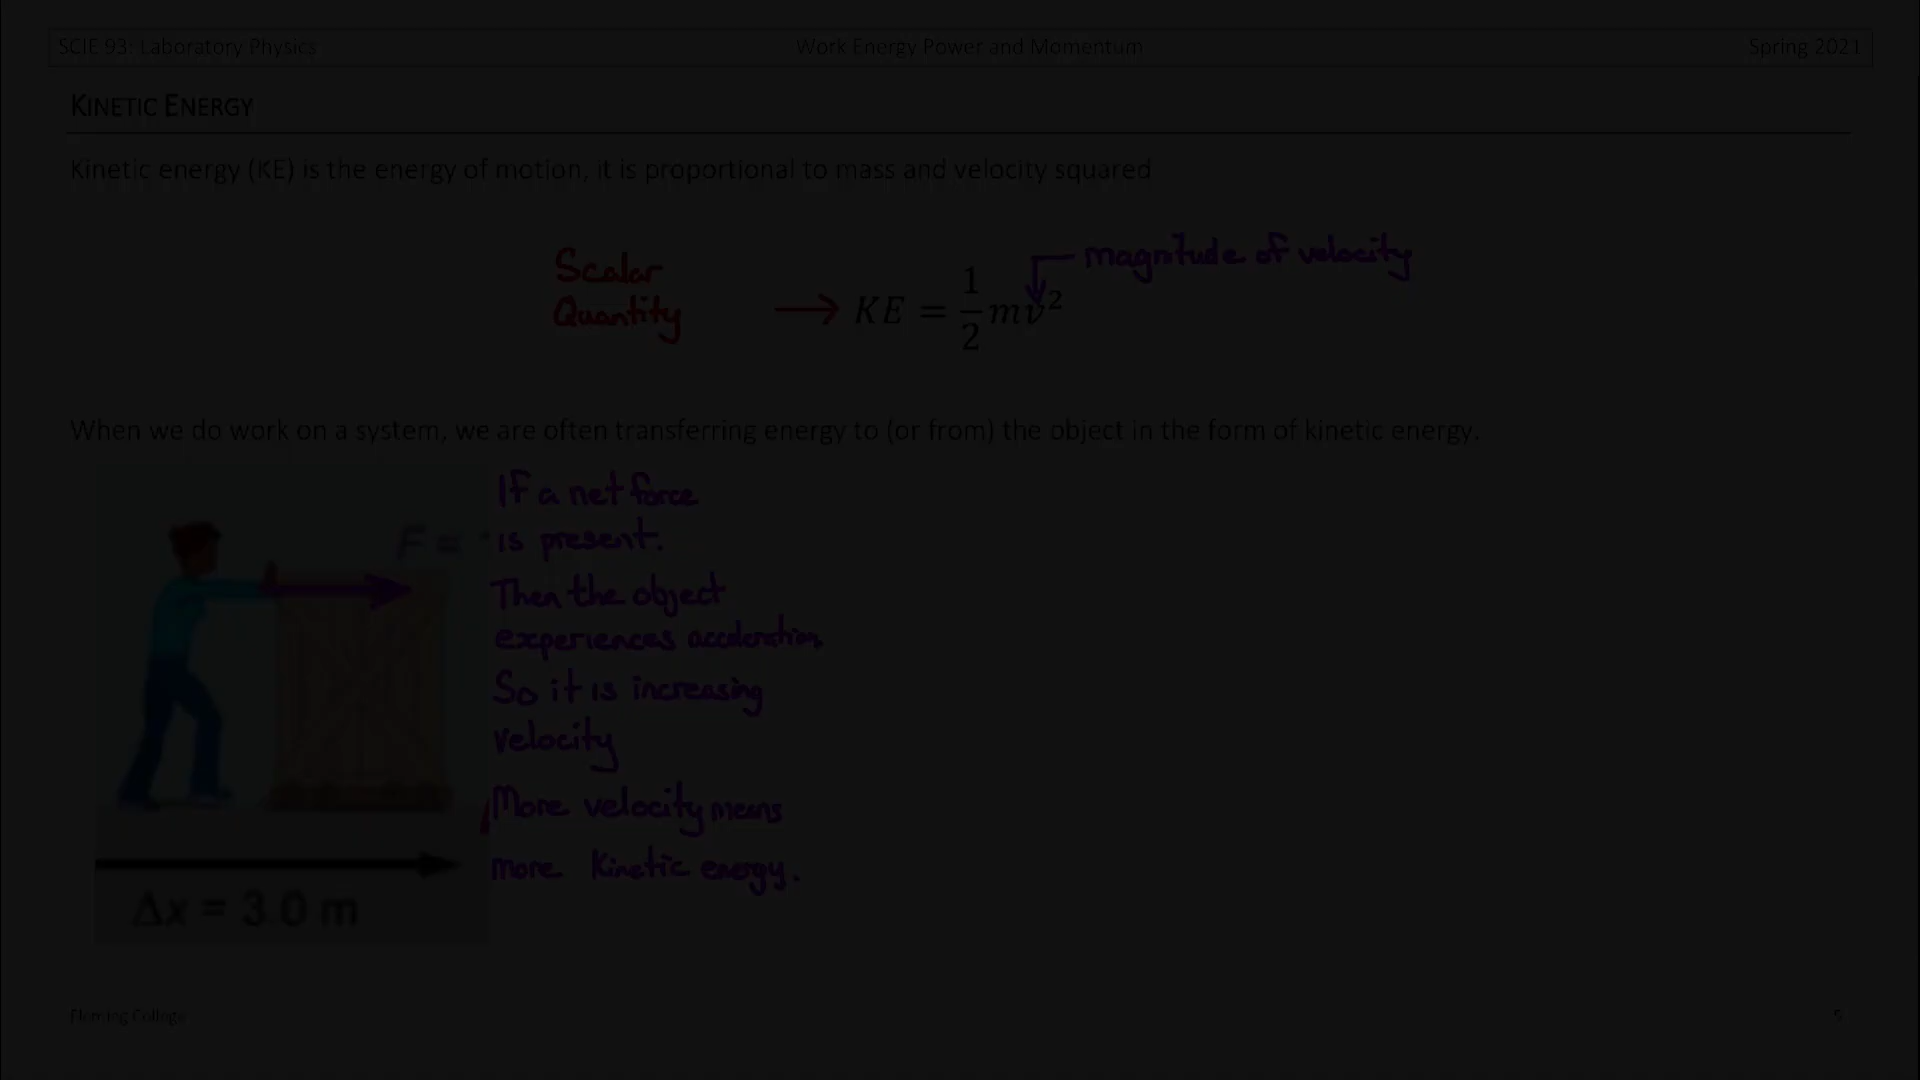 SCIE 93: Laboratory Physics
Work Energy Power and Momentum
Spring 2021
KINETIC ENERGY
Kinetic energy (KE) is the energy of motion, it is proportional to mass and velocity squared
Scalar
Quantity
→ KE = 1/2 mv²
magnitude of velocity
When we do work on a system, we are often transferring energy to (or from) the object in the form of kinetic energy.
F =
If a net force
is present.
Then the object
experiences acceleration.
So it is increasing
velocity
More velocity means
more kinetic energy.
Δx = 3.0 m
Fleming College
5